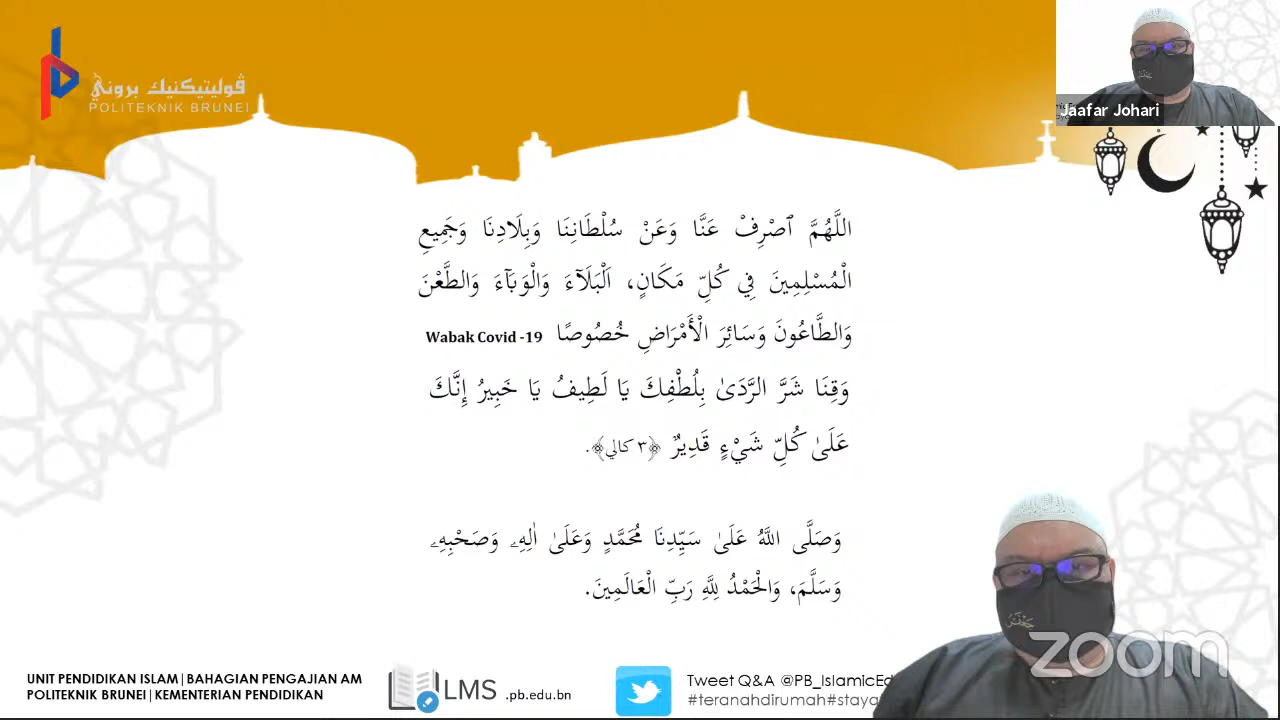 ڤوليتيكنيك بروني
POLITEKNIK BRUNEI
Jaafar Johari
اللَّهُمَّ ٱصْرِفْ عَنَّا وَعَنْ سُلْطَانِنَا وَبِلَادِنَا وَجَمِيعِ
الْمُسْلِمِينَ فِي كُلِّ مَكَانٍ، اَلْبَلَآءَ وَالْوَبَآءَ وَالطَّعْنَ
وَالطَّاعُونَ وَسَائِرَ الْأَمْرَاضِ خُصُوصًا Wabak Covid -19
وَقِنَا شَرَّ الرَّدَىٰ بِلُطْفِكَ يَا لَطِيفُ يَا خَبِيرُ إِنَّكَ
عَلَىٰ كُلِّ شَيْءٍ قَدِيرٌ ﴿٣ كالي﴾.
وَصَلَّى اللَّهُ عَلَىٰ سَيِّدِنَا مُحَمَّدٍ وَعَلَىٰ اٰلِهِۦ وَصَحْبِهِۦ
وَسَلَّمَ، وَالْحَمْدُ لِلَّهِ رَبِّ الْعَالَمِينَ.
جعفر
zoom
UNIT PENDIDIKAN ISLAM|BAHAGIAN PENGAJIAN AM
POLITEKNIK BRUNEI|KEMENTERIAN PENDIDIKAN
LMS .pb.edu.bn
Tweet Q&A @PB_IslamicEd
#teranahdirumah#staya